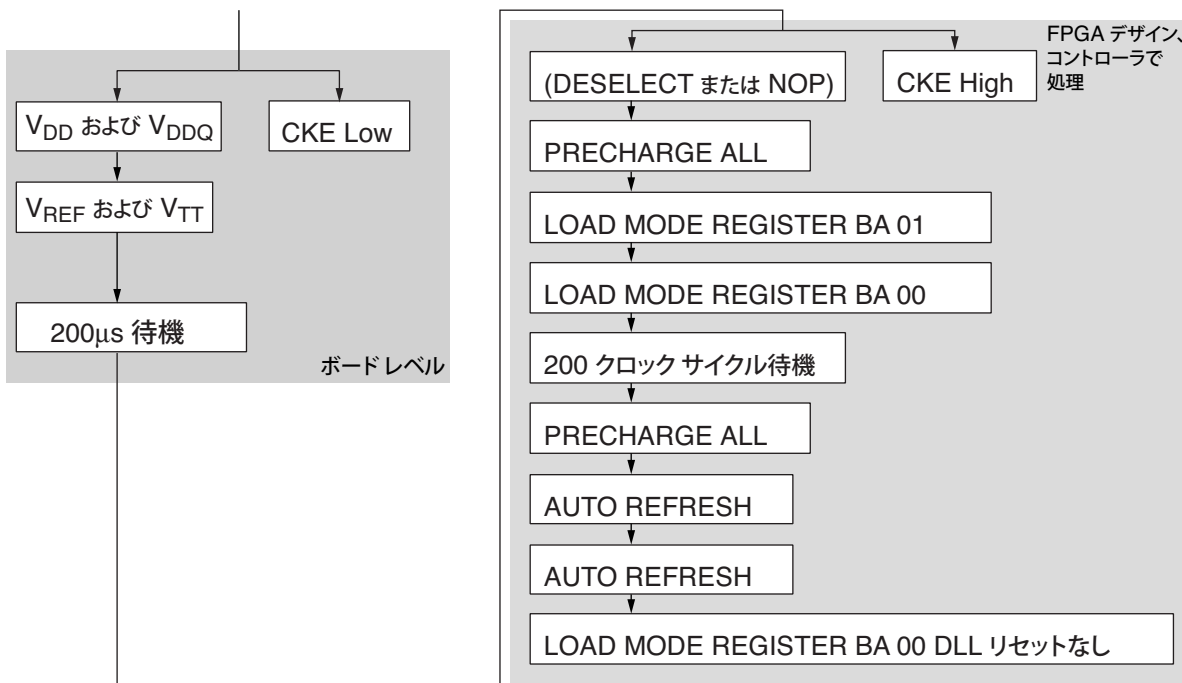 V_DD および V_DDQ
CKE Low
V_REF および V_TT
200μs 待機
ボード レベル
FPGA デザイン、
コントローラで
処理
(DESELECT または NOP)
CKE High
PRECHARGE ALL
LOAD MODE REGISTER BA 01
LOAD MODE REGISTER BA 00
200 クロック サイクル待機
PRECHARGE ALL
AUTO REFRESH
AUTO REFRESH
LOAD MODE REGISTER BA 00 DLL リセットなし